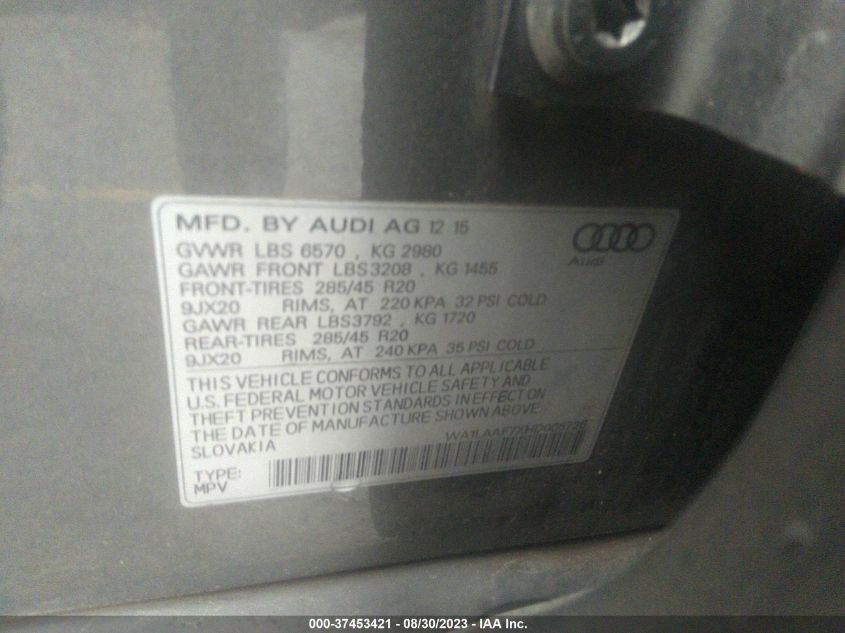 MFD. BY AUDI AG 12 15
GVWR LBS 6570 , KG 2980
GAWR FRONT LBS3208 , KG 1455
FRONT-TIRES 285/45 R20
9JX20 RIMS, AT 220 KPA 32 PSI COLD
GAWR REAR LBS3792 , KG 1720
REAR-TIRES 285/45 R20
9JX20 RIMS, AT 240 KPA 35 PSI COLD
Audi
THIS VEHICLE CONFORMS TO ALL APPLICABLE
U.S. FEDERAL MOTOR VEHICLE SAFETY AND
THEFT PREVENTION STANDARDS IN EFFECT ON
THE DATE OF MANUFACTURE SHOWN ABOVE
SLOVAKIA
TYPE:
MPV
000-37453421 - 08/30/2023 - IAA Inc.